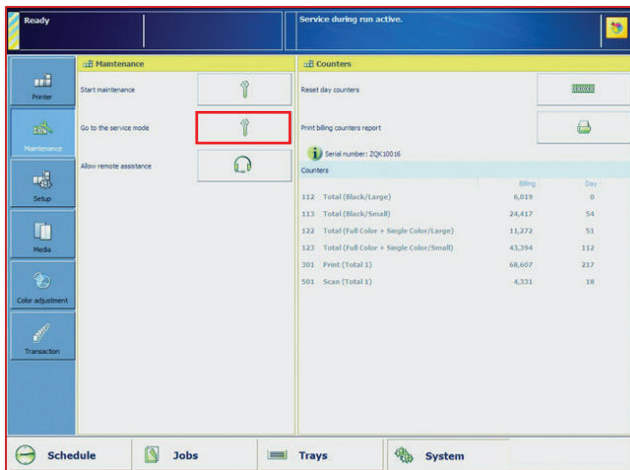 Ready
Service during run active.
Printer
Maintenance
Setup
Media
Color adjustment
Transaction
Maintenance
Start maintenance
Go to the service mode
Allow remote assistance
Counters
Reset day counters
Print billing counters report
Serial number: ZQK10016
Counters
Billing Day
112 Total (Black/Large) 6,019 0
113 Total (Black/Small) 24,417 54
122 Total (Full Color + Single Color/Large) 11,272 51
123 Total (Full Color + Single Color/Small) 43,394 112
301 Print (Total 1) 68,607 217
501 Scan (Total 1) 4,331 18
Schedule
Jobs
Trays
System